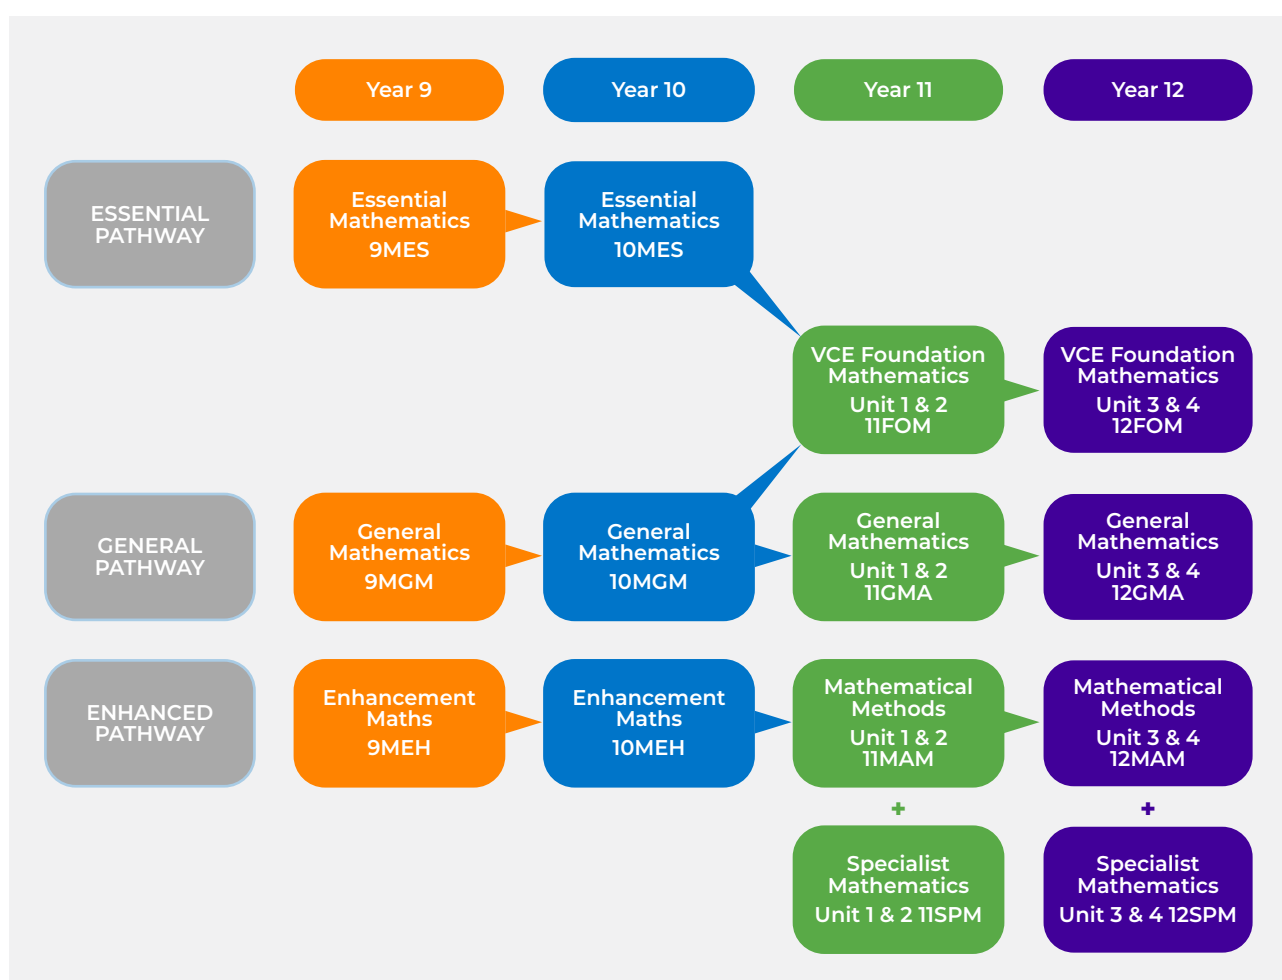 Year 9
Year 10
Year 11
Year 12
ESSENTIAL
PATHWAY
Essential
Mathematics
9MES
Essential
Mathematics
10MES
VCE Foundation
Mathematics
Unit 1 & 2
11FOM
VCE Foundation
Mathematics
Unit 3 & 4
12FOM
GENERAL
PATHWAY
General
Mathematics
9MGM
General
Mathematics
10MGM
General
Mathematics
Unit 1 & 2
11GMA
General
Mathematics
Unit 3 & 4
12GMA
ENHANCED
PATHWAY
Enhancement
Maths
9MEH
Enhancement
Maths
10MEH
Mathematical
Methods
Unit 1 & 2
11MAM
Mathematical
Methods
Unit 3 & 4
12MAM
+
+
Specialist
Mathematics
Unit 1 & 2 11SPM
Specialist
Mathematics
Unit 3 & 4 12SPM